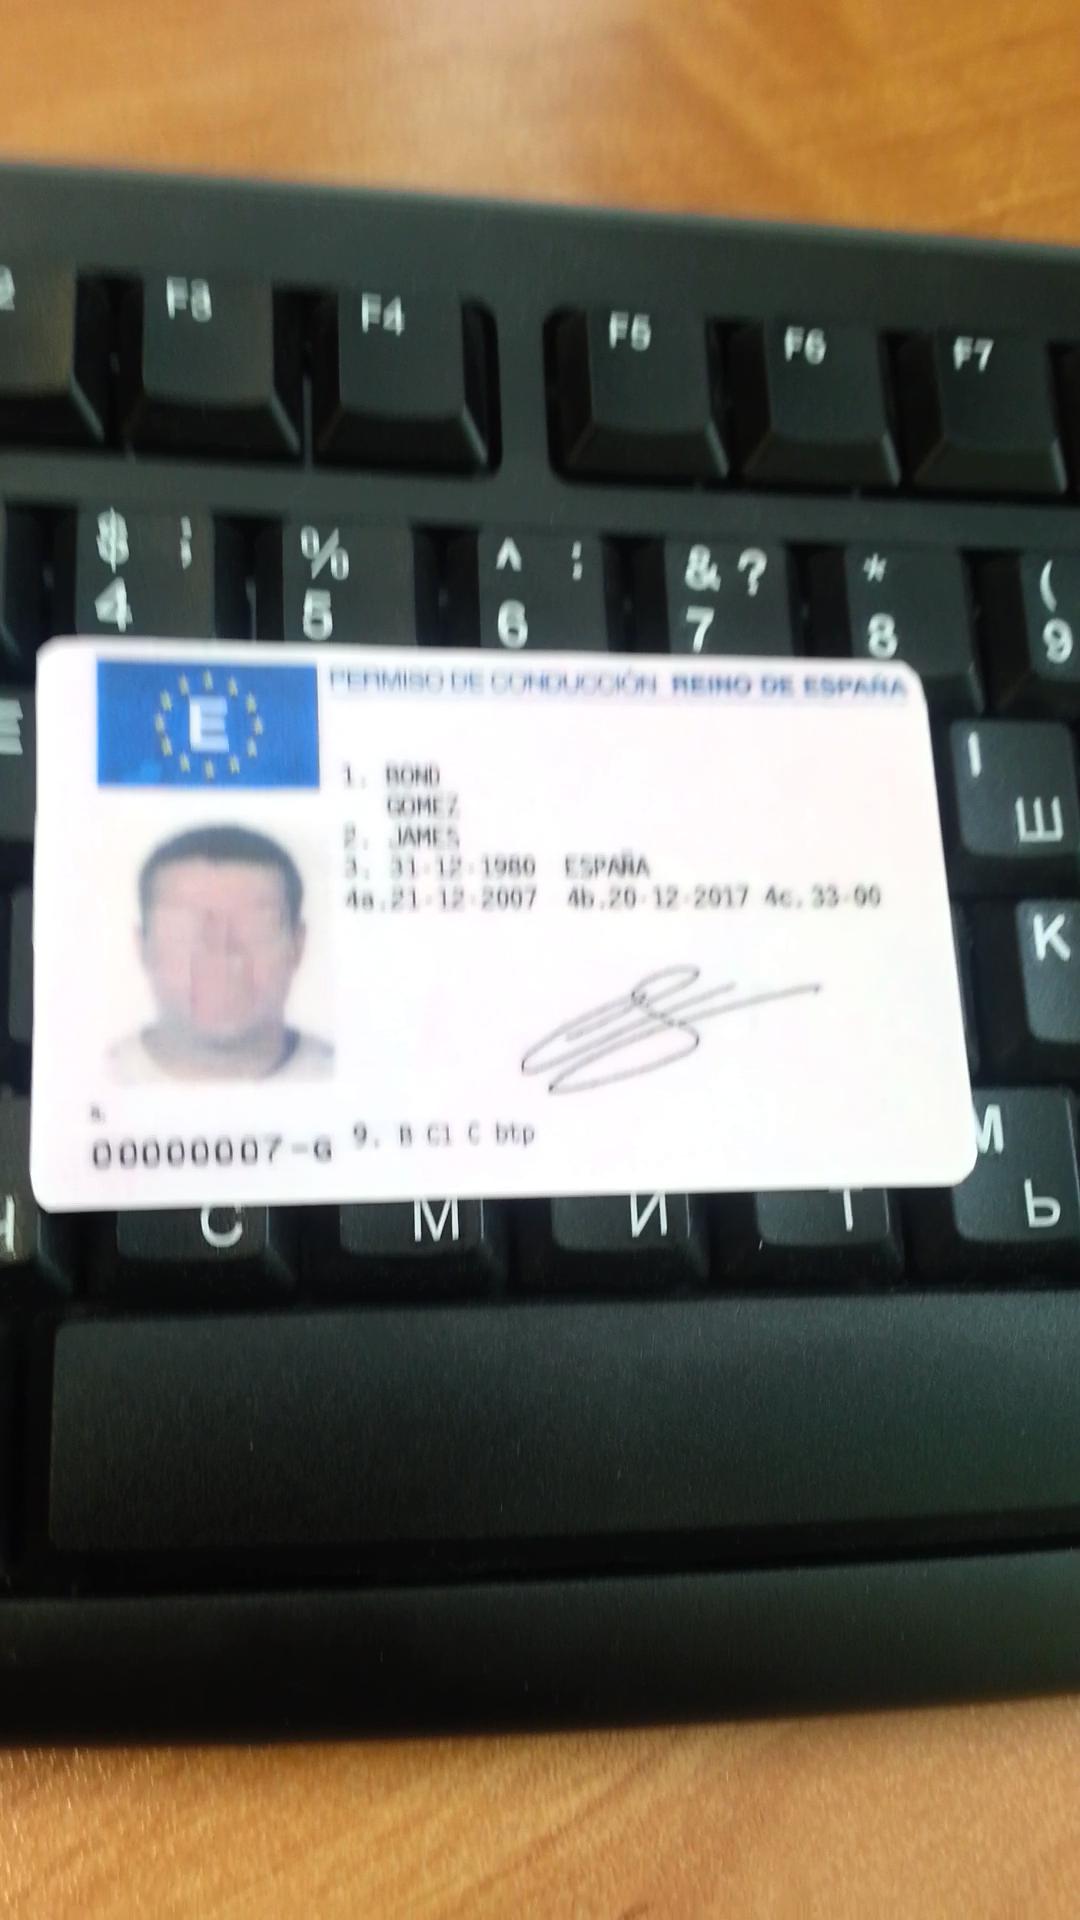 F3 F4 F5 F6 F7
$ ; % ^ : & ? * (
4 5 6 7 8 9
E
PERMISO DE CONDUCCIÓN REINO DE ESPAÑA
1. BOND
GOMEZ
2. JAMES
3. 31-12-1980 ESPAÑA
4a.21-12-2007 4b.20-12-2017 4c.33-00
5.
00000007-G 9. B C1 C btp
I
Ш
K
M
С М И Т Ь